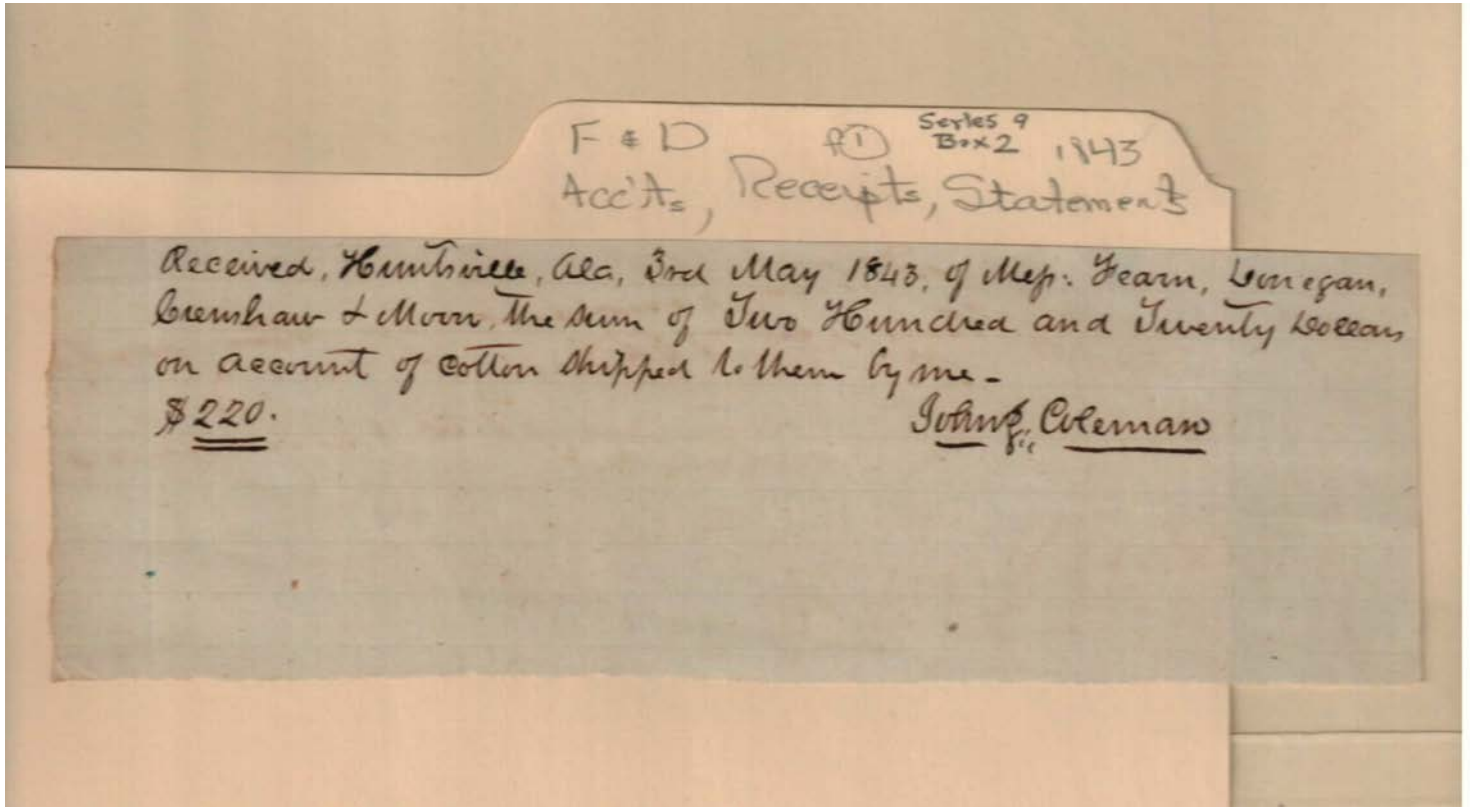 F & D f① Series 9
Box 2 1843
Acc'ts, Receipts, Statements
Received, Huntsville, Ala, 3rd May 1843, of Mess: Fearn, Donegan,
Crenshaw & Moon, the sum of Two Hundred and Twenty Dollars
on account of cotton shipped to them by me -
$220.
John Coleman